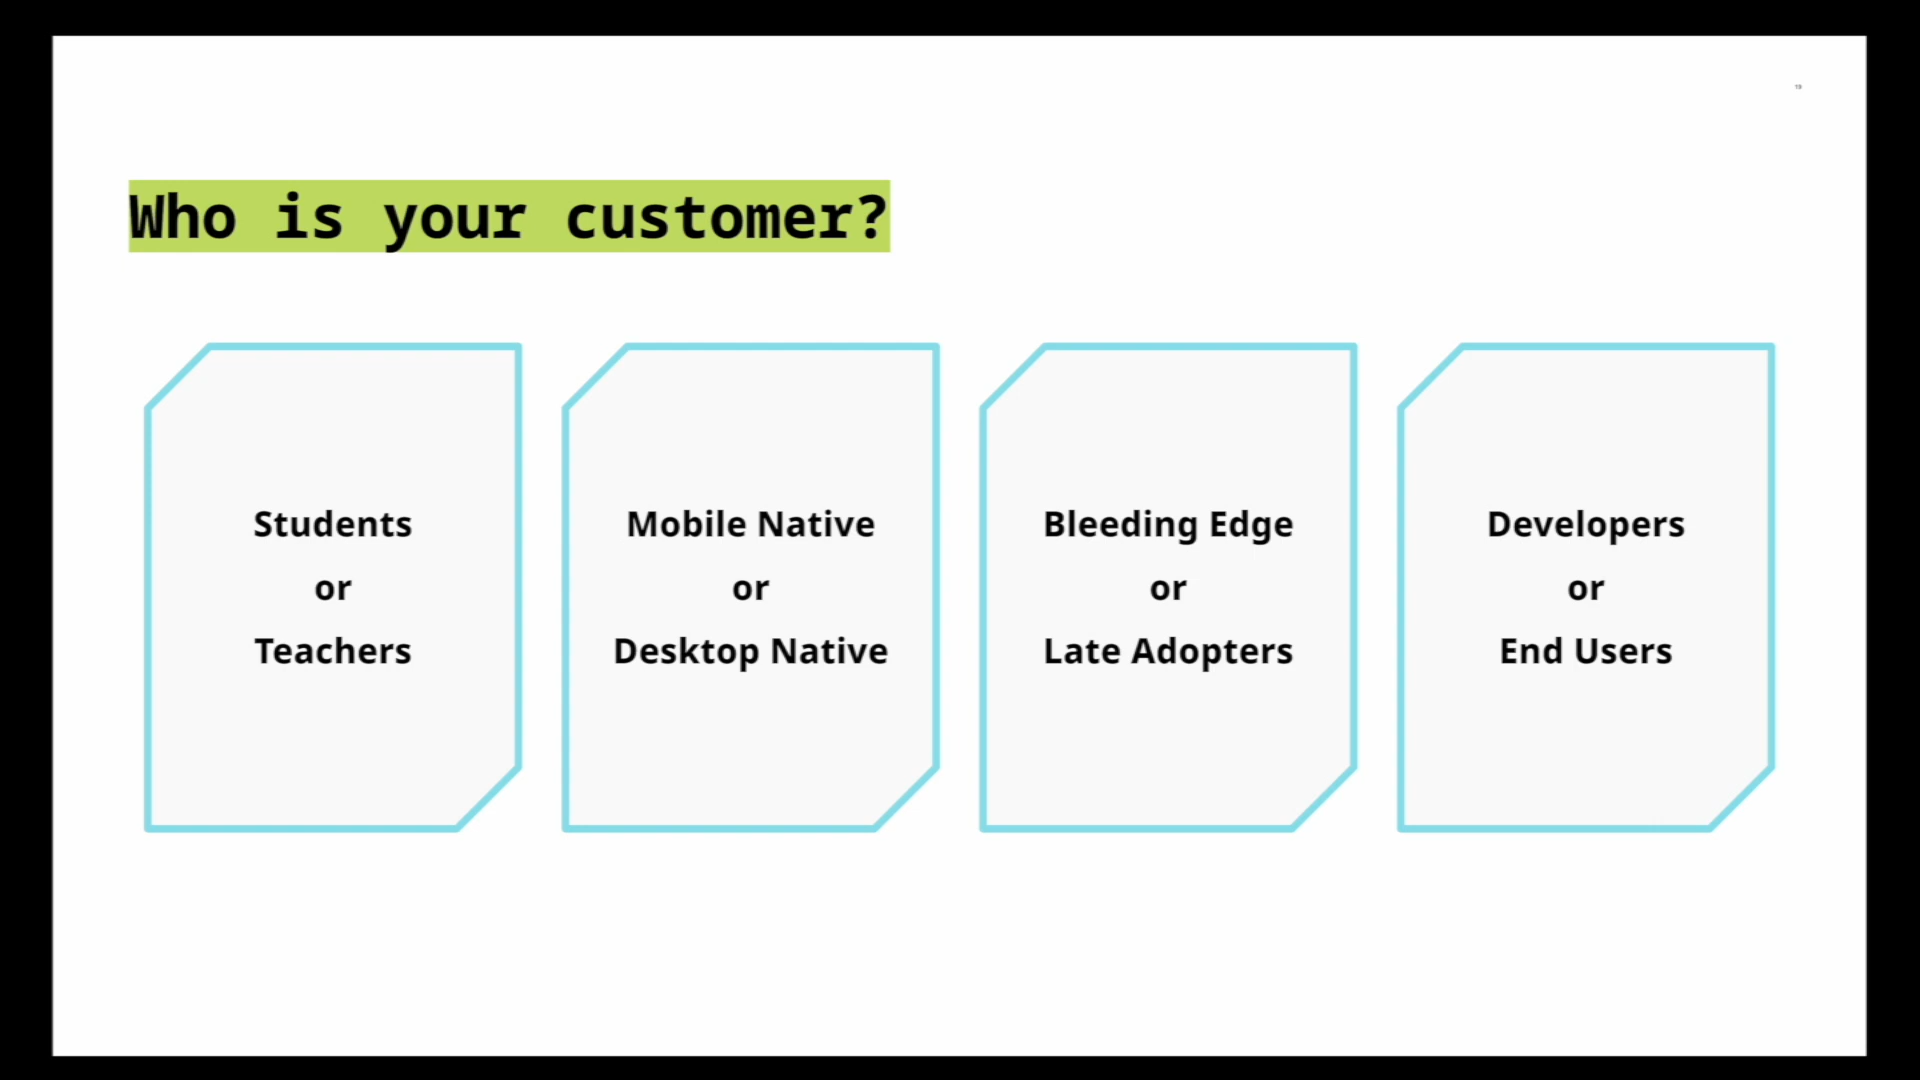 Who is your customer?
Students
or
Teachers
Mobile Native
or
Desktop Native
Bleeding Edge
or
Late Adopters
Developers
or
End Users